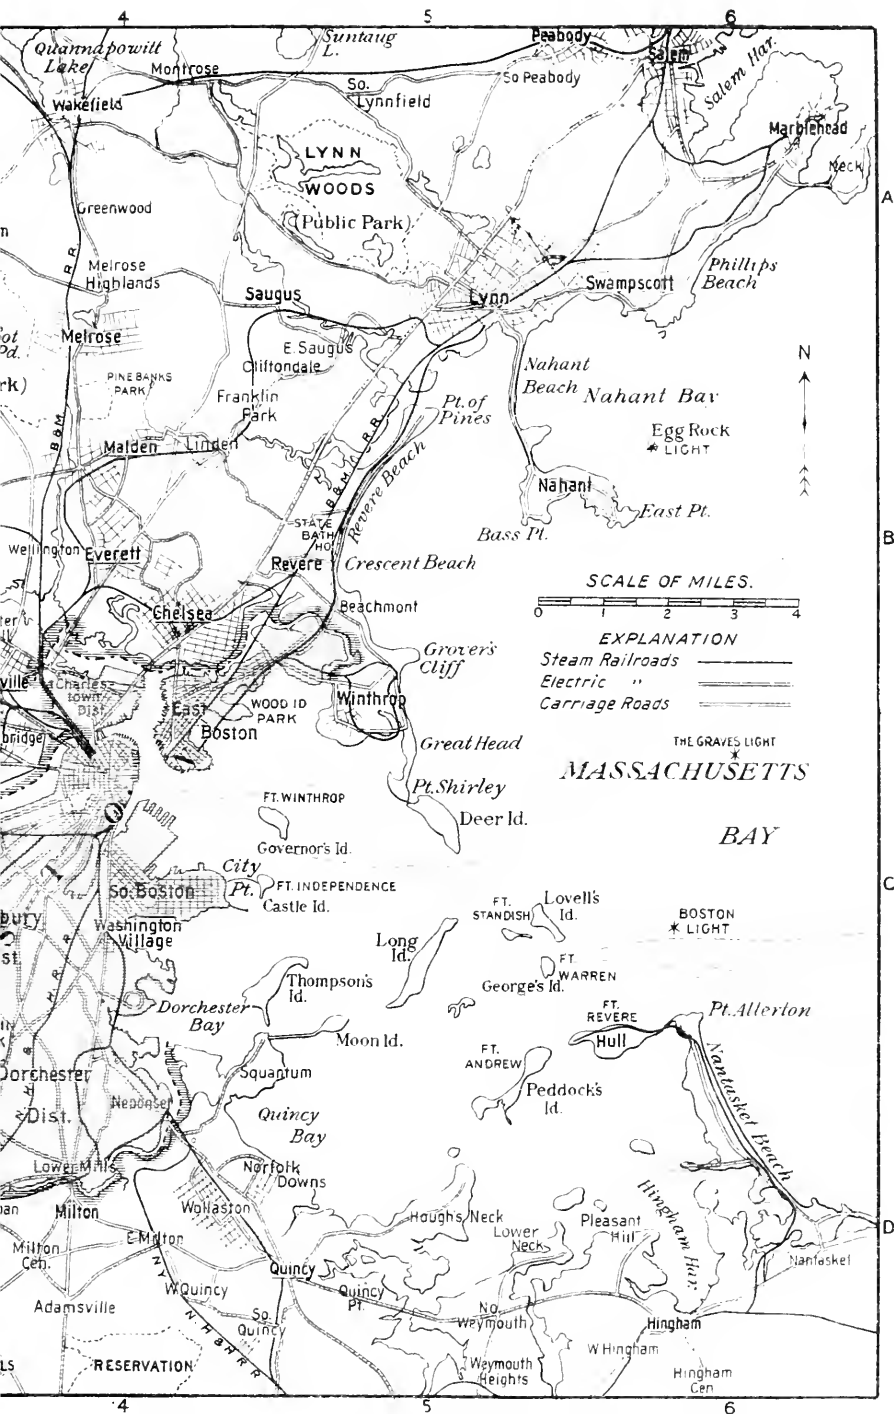 4 5 6
Quannapowitt
Lake
Suntaug
L.
Peabody
Salem
Montrose
So. Peabody
Salem Har.
Wakefield
So.
Lynnfield
Marblehead
Neck
LYNN
WOODS
(Public Park)
A
Greenwood
Melrose
Highlands
R R
Saugus
Lynn
Swampscott
Phillips
Beach
Melrose
E. Saugus
Cliftondale
PINE BANKS
PARK
Franklin
Park
Nahant
Beach
Nahant Bay
N
Pt. of
Pines
Egg Rock
LIGHT
B & M
Malden
Linden
B & M R.R.
Revere Beach
Nahant
East Pt.
Bass Pt.
STATE
BATH
HO.
B
Wellington
Everett
Revere
Crescent Beach
SCALE OF MILES.
0 1 2 3 4
Chelsea
Beachmont
EXPLANATION
Steam Railroads
Electric "
Carriage Roads
Grover's
Cliff
ville
Charles-
town
Dist.
East
Boston
WOOD ID
PARK
Winthrop
bridge
Great Head
THE GRAVES LIGHT
MASSACHUSETTS
BAY
Pt. Shirley
Deer Id.
FT. WINTHROP
Governor's Id.
City
Pt.
So. Boston
FT. INDEPENDENCE
Castle Id.
C
FT.
STANDISH
Lovell's
Id.
BOSTON
LIGHT
bury
st.
Washington
Village
Long
Id.
FT.
WARREN
George's Id.
Thompson's
Id.
Dorchester
Bay
Moon Id.
FT.
REVERE
Hull
Pt. Allerton
Dorchester
Dist.
Squantum
FT.
ANDREW
Peddock's
Id.
Nantasket Beach
Neponset
Quincy
Bay
Lower Mills
Norfolk
Downs
Milton
Wollaston
Hough's Neck
Lower
Neck
Pleasant
Hill
Hingham Har.
D
E. Milton
Milton
Cen.
Quincy
Nantasket
W. Quincy
Quincy
Pt.
Adamsville
So.
Quincy
No.
Weymouth
Hingham
N Y N H & H R R
W. Hingham
RESERVATION
Weymouth
Heights
Hingham
Cen
4 5 6